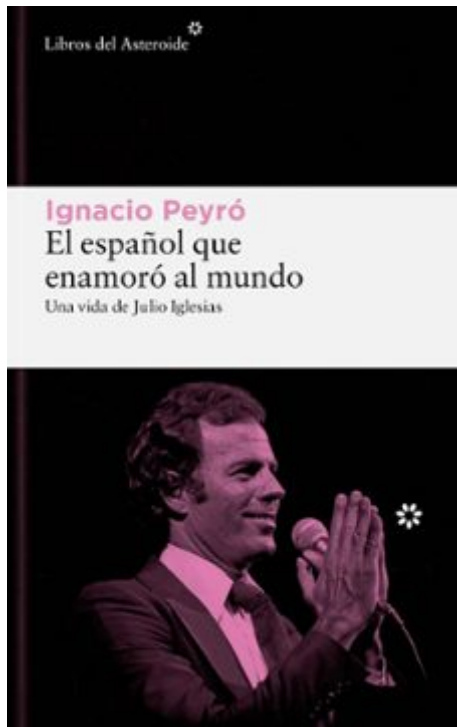 Libros del Asteroide
Ignacio Peyró
El español que
enamoró al mundo
Una vida de Julio Iglesias